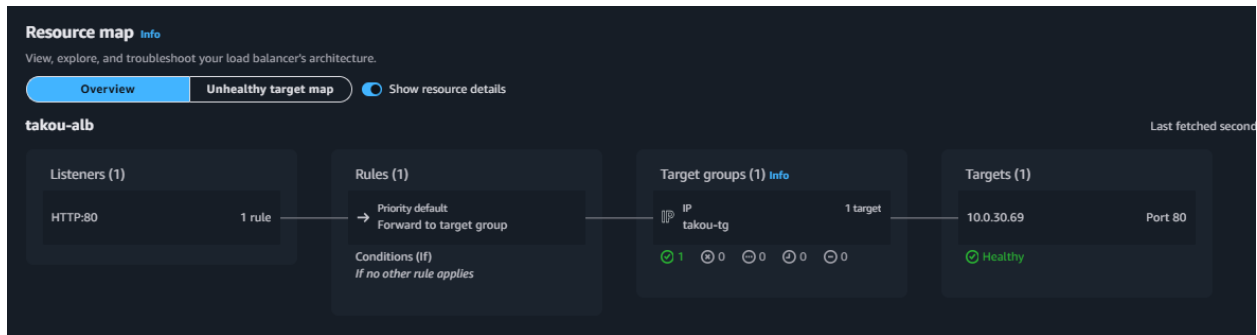 Resource map Info
View, explore, and troubleshoot your load balancer's architecture.
Overview
Unhealthy target map
Show resource details
takou-alb
Last fetched second
Listeners (1)
HTTP:80
1 rule
Rules (1)
Priority default
Forward to target group
Conditions (If)
If no other rule applies
Target groups (1) Info
IP
1 target
takou-tg
1 0 0 0 0
Targets (1)
10.0.30.69
Port 80
Healthy